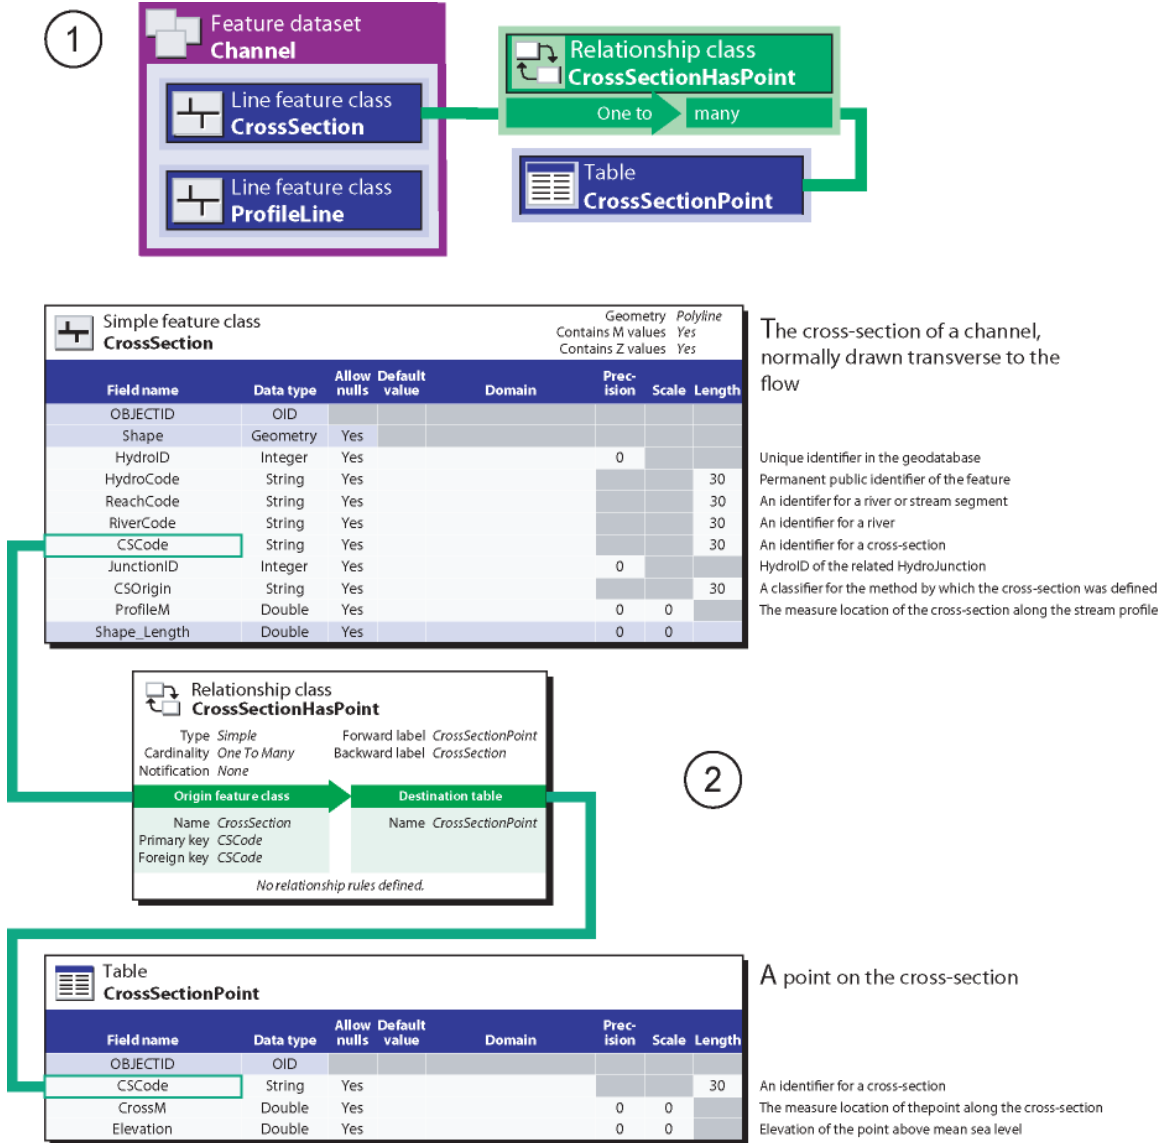 1
Feature dataset
Channel
Line feature class
CrossSection
Line feature class
ProfileLine
Relationship class
CrossSectionHasPoint
One to many
Table
CrossSectionPoint
Simple feature class
CrossSection
Geometry Polyline
Contains M values Yes
Contains Z values Yes
The cross-section of a channel,
normally drawn transverse to the
flow
Field name Data type Allow nulls Default value Domain Prec-ision Scale Length
OBJECTID OID
Shape Geometry Yes
HydroID Integer Yes 0 Unique identifier in the geodatabase
HydroCode String Yes 30 Permanent public identifier of the feature
ReachCode String Yes 30 An identifer for a river or stream segment
RiverCode String Yes 30 An identifier for a river
CSCode String Yes 30 An identifier for a cross-section
JunctionID Integer Yes 0 HydroID of the related HydroJunction
CSOrigin String Yes 30 A classifier for the method by which the cross-section was defined
ProfileM Double Yes 0 0 The measure location of the cross-section along the stream profile
Shape_Length Double Yes 0 0
Relationship class
CrossSectionHasPoint
Type Simple Forward label CrossSectionPoint
Cardinality One To Many Backward label CrossSection
Notification None
Origin feature class Destination table
Name CrossSection Name CrossSectionPoint
Primary key CSCode
Foreign key CSCode
No relationship rules defined.
2
Table
CrossSectionPoint
A point on the cross-section
Field name Data type Allow nulls Default value Domain Prec-ision Scale Length
OBJECTID OID
CSCode String Yes 30 An identifier for a cross-section
CrossM Double Yes 0 0 The measure location of thepoint along the cross-section
Elevation Double Yes 0 0 Elevation of the point above mean sea level